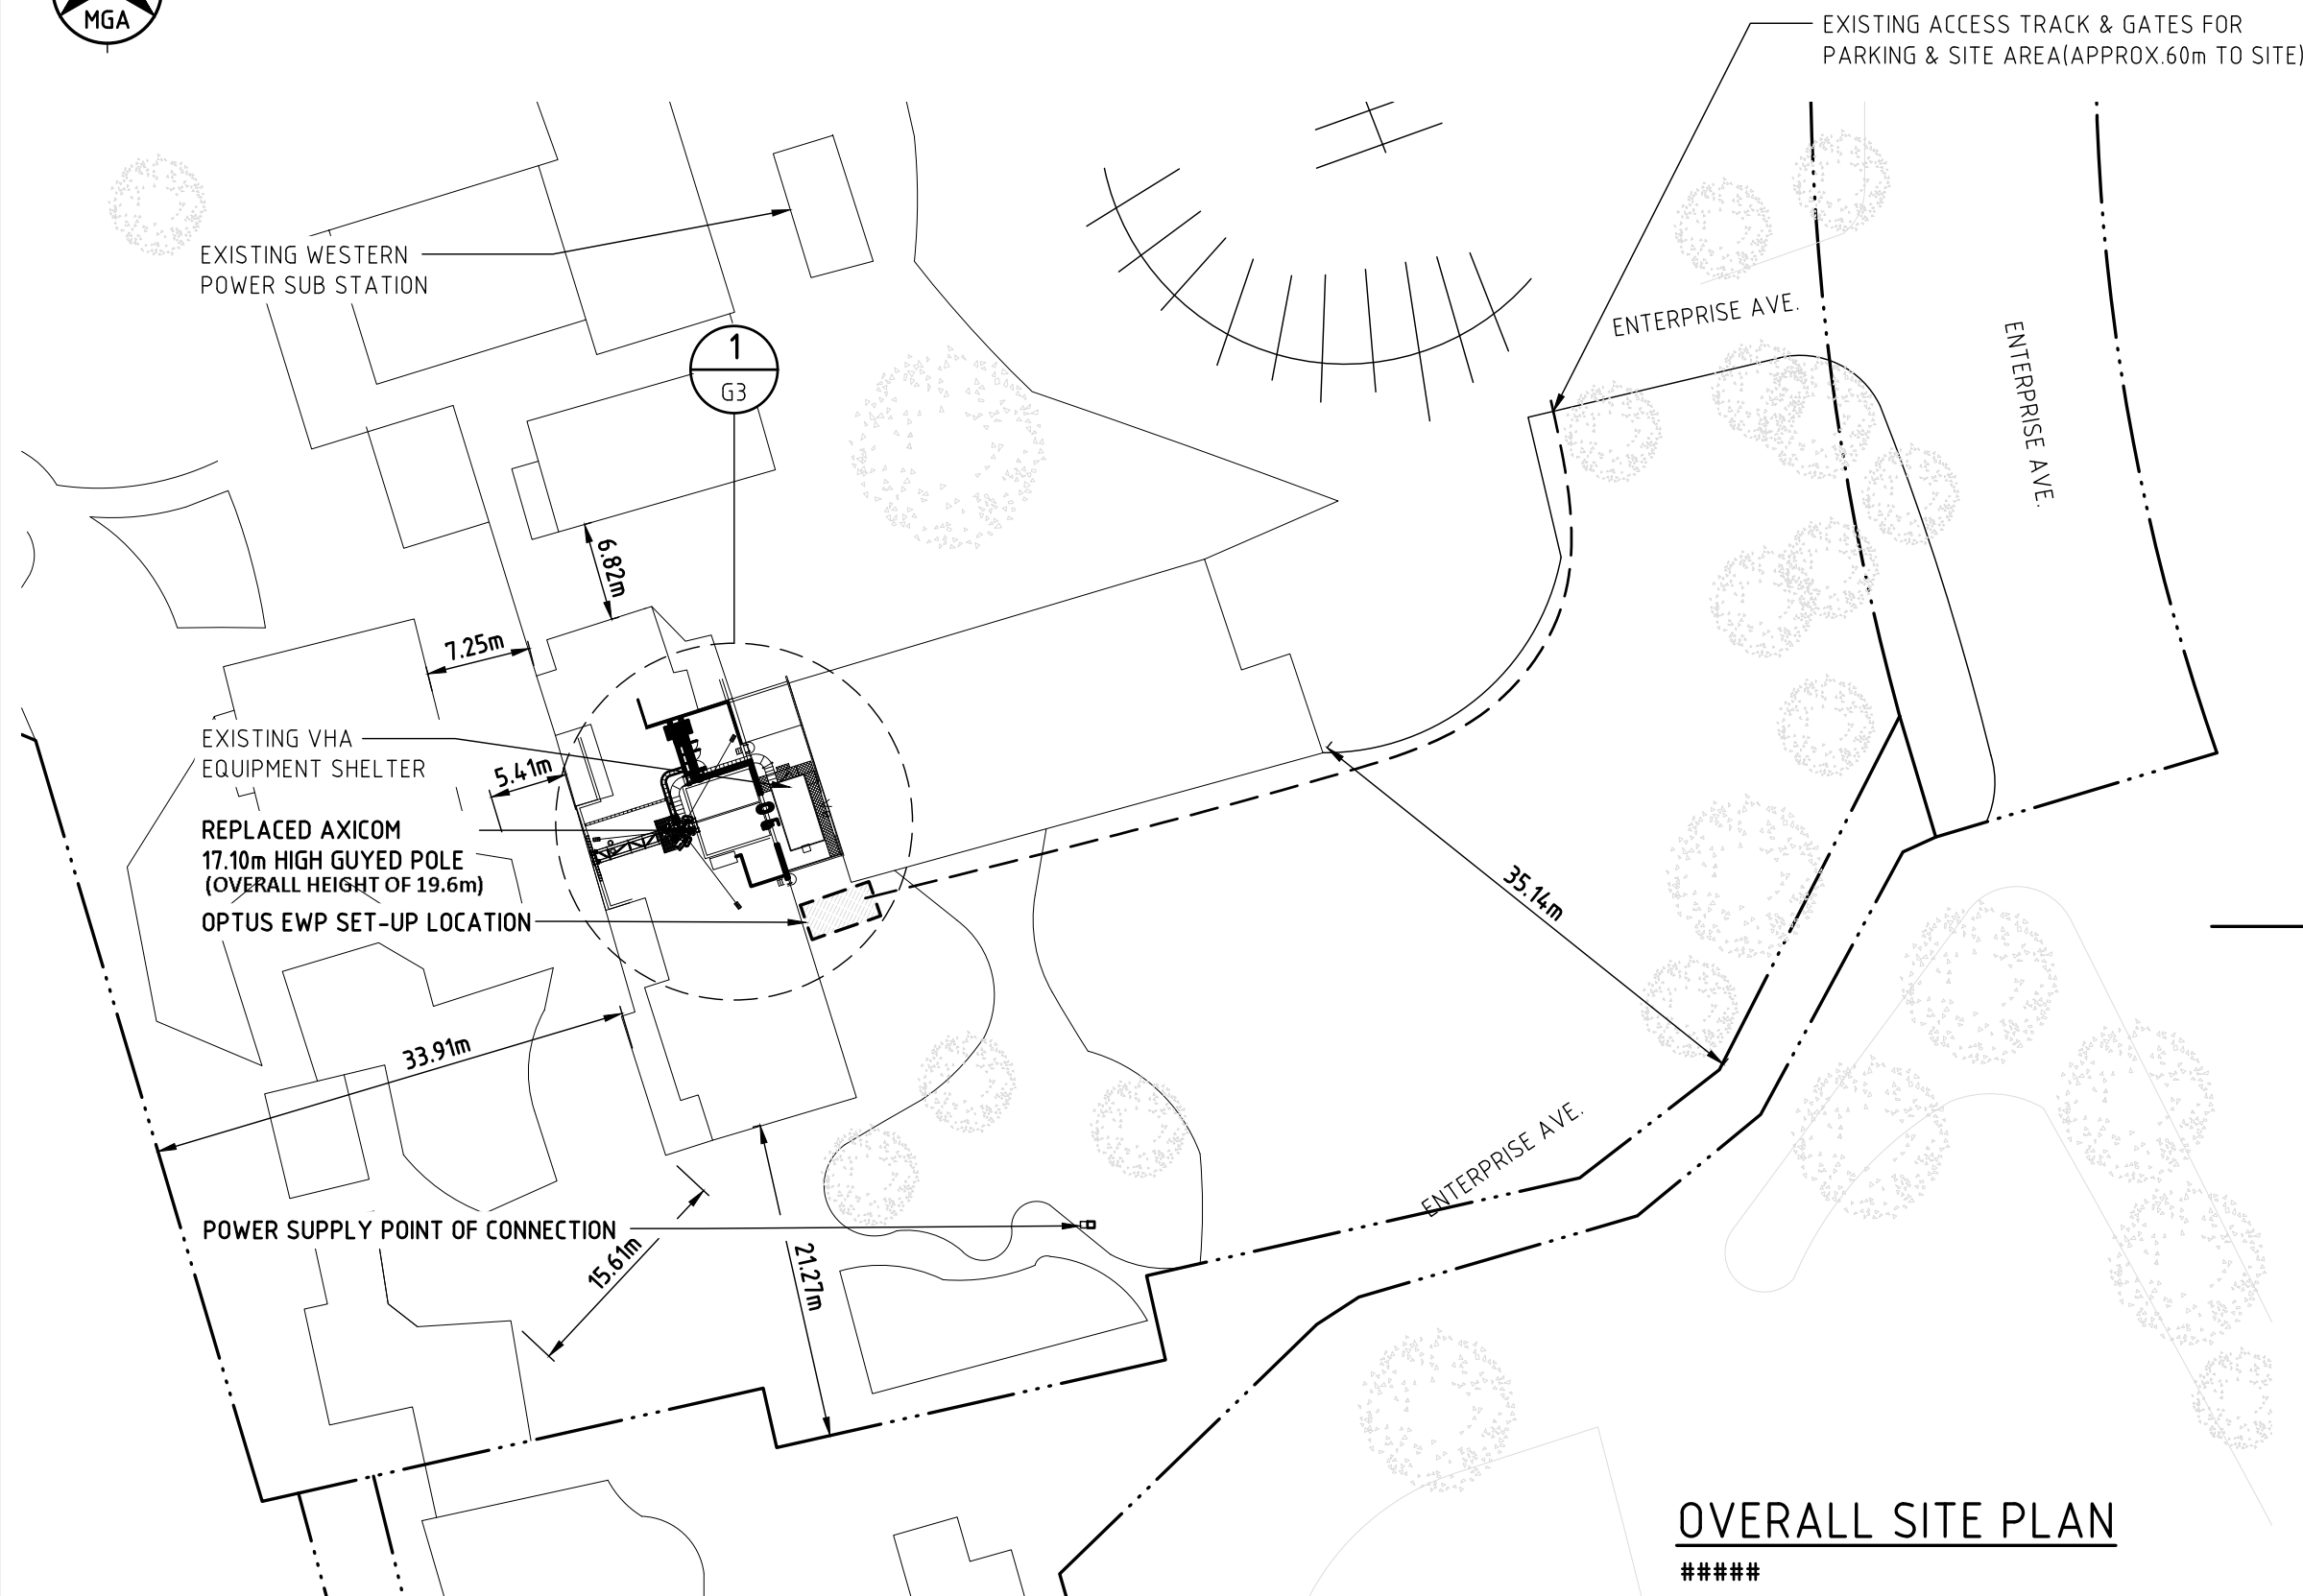 MGA
EXISTING ACCESS TRACK & GATES FOR
PARKING & SITE AREA(APPROX.60m TO SITE)
EXISTING WESTERN
POWER SUB STATION
1
G3
ENTERPRISE AVE.
ENTERPRISE AVE.
6.82m
7.25m
EXISTING VHA
EQUIPMENT SHELTER
5.41m
REPLACED AXICOM
17.10m HIGH GUYED POLE
(OVERALL HEIGHT OF 19.6m)
OPTUS EWP SET-UP LOCATION
35.14m
33.91m
ENTERPRISE AVE.
POWER SUPPLY POINT OF CONNECTION
15.61m
21.27m
OVERALL SITE PLAN
#####